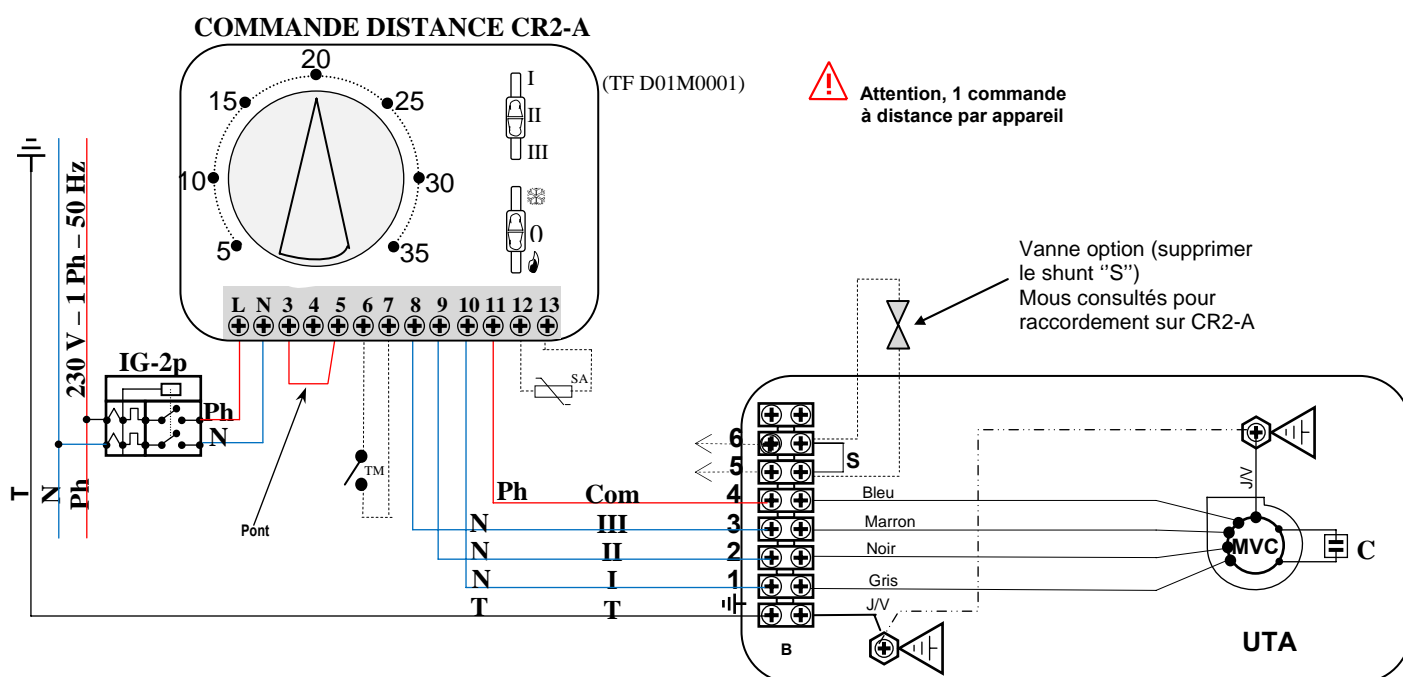 COMMANDE DISTANCE CR2-A
(TF D01M0001)
20
15
25
10
30
5
35
I
II
III
0
Attention, 1 commande
à distance par appareil
L N 3 4 5 6 7 8 9 10 11 12 13
230 V – 1 Ph – 50 Hz
IG-2p
Ph
N
T
N
Ph
Pont
TM
SA
Vanne option (supprimer
le shunt ‘’S’’)
Mous consultés pour
raccordement sur CR2-A
6
5
S
Ph Com 4 Bleu
N III 3 Marron
N II 2 Noir
N I 1 Gris
T T J/V
J/V
MVC
C
B
UTA